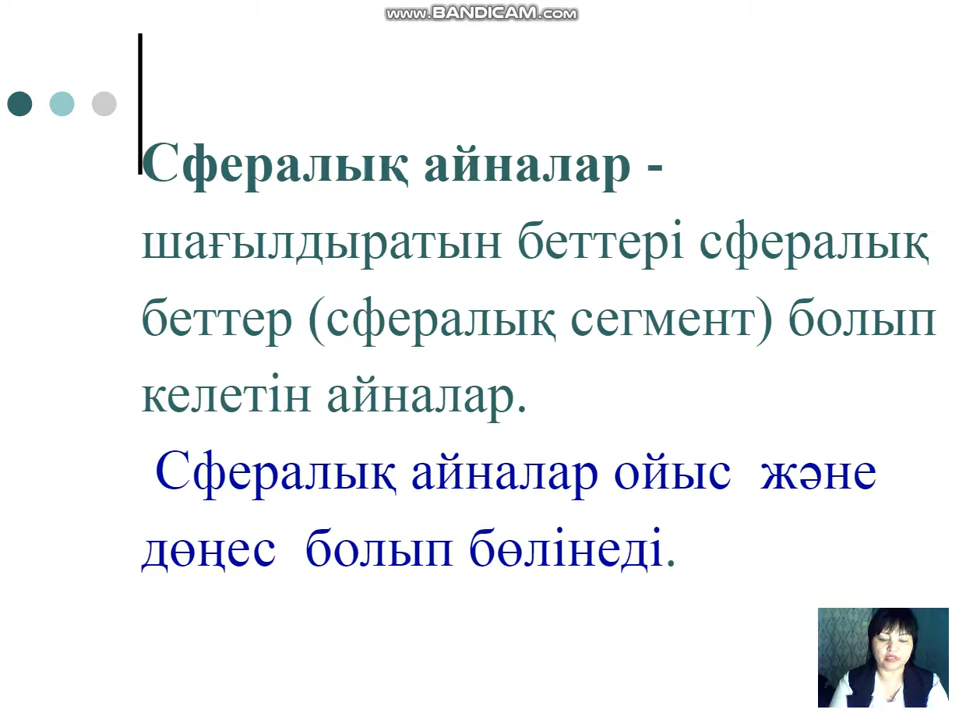 www.BANDICAM.com
Сфералық айналар -
шағылдыратын беттері сфералық
беттер (сфералық сегмент) болып
келетін айналар.
Сфералық айналар ойыс және
дөңес болып бөлінеді.